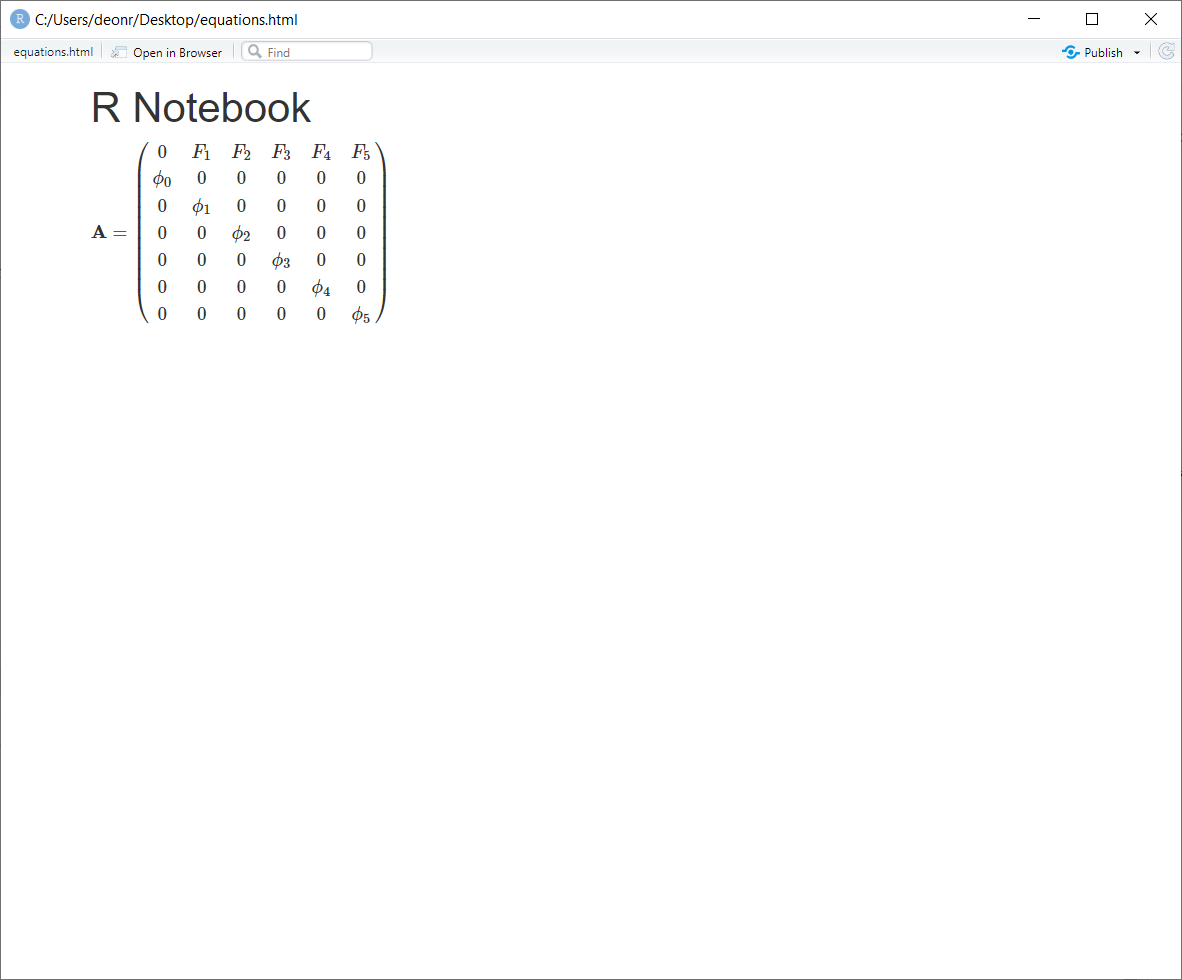 R C:/Users/deonr/Desktop/equations.html
equations.html Open in Browser Find Publish
R Notebook
0 F₁ F₂ F₃ F₄ F₅
ϕ₀ 0 0 0 0 0
0 ϕ₁ 0 0 0 0
A = 0 0 ϕ₂ 0 0 0
0 0 0 ϕ₃ 0 0
0 0 0 0 ϕ₄ 0
0 0 0 0 0 ϕ₅